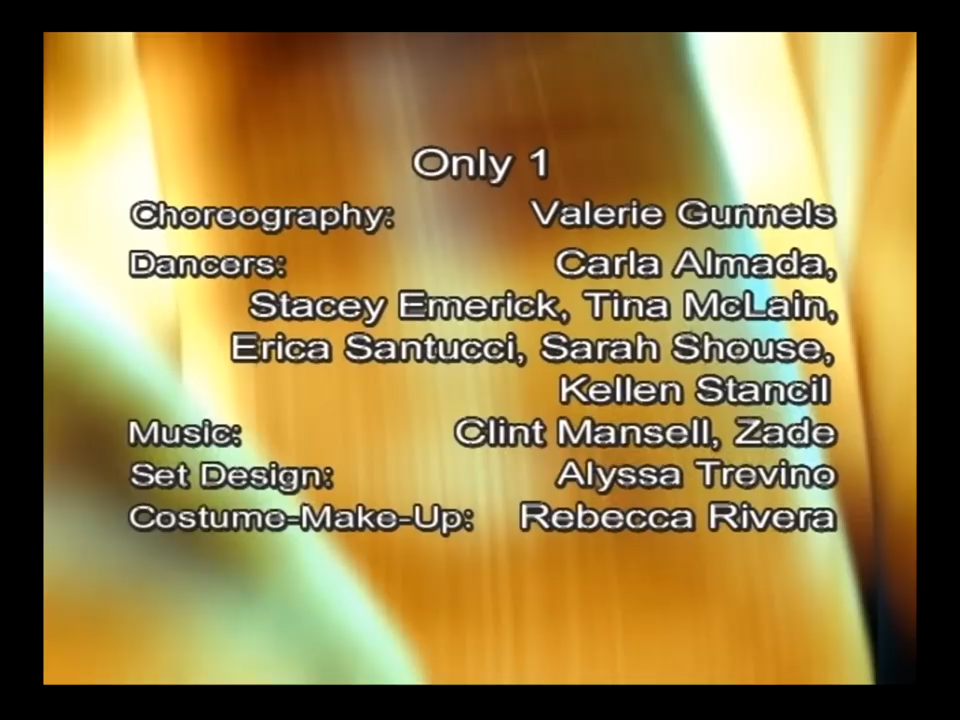 Only 1
Choreography: Valerie Gunnels
Dancers: Carla Almada,
Stacey Emerick, Tina McLain,
Erica Santucci, Sarah Shouse,
Kellen Stancil
Music: Clint Mansell, Zade
Set Design: Alyssa Trevino
Costume-Make-Up: Rebecca Rivera